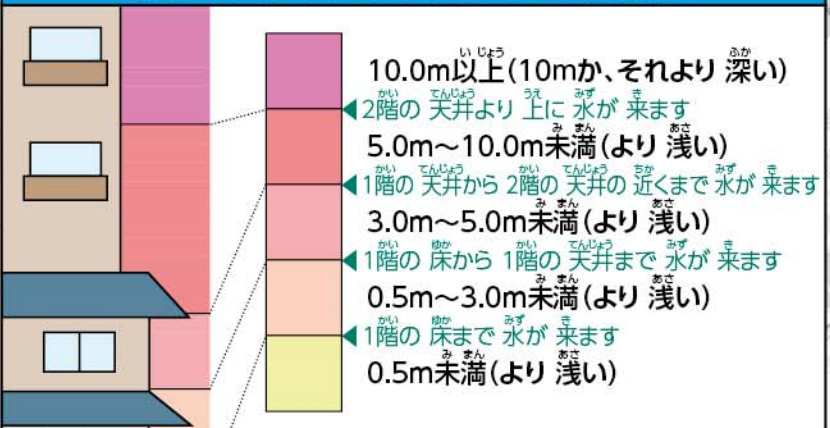 10.0m以上(10mか、それより 深い)
◀2階の 天井より 上に 水が 来ます
5.0m～10.0m未満(より 浅い)
◀1階の 天井から 2階の 天井の 近くまで 水が 来ます
3.0m～5.0m未満(より 浅い)
◀1階の 床から 1階の 天井まで 水が 来ます
0.5m～3.0m未満(より 浅い)
◀1階の 床まで 水が 来ます
0.5m未満(より 浅い)